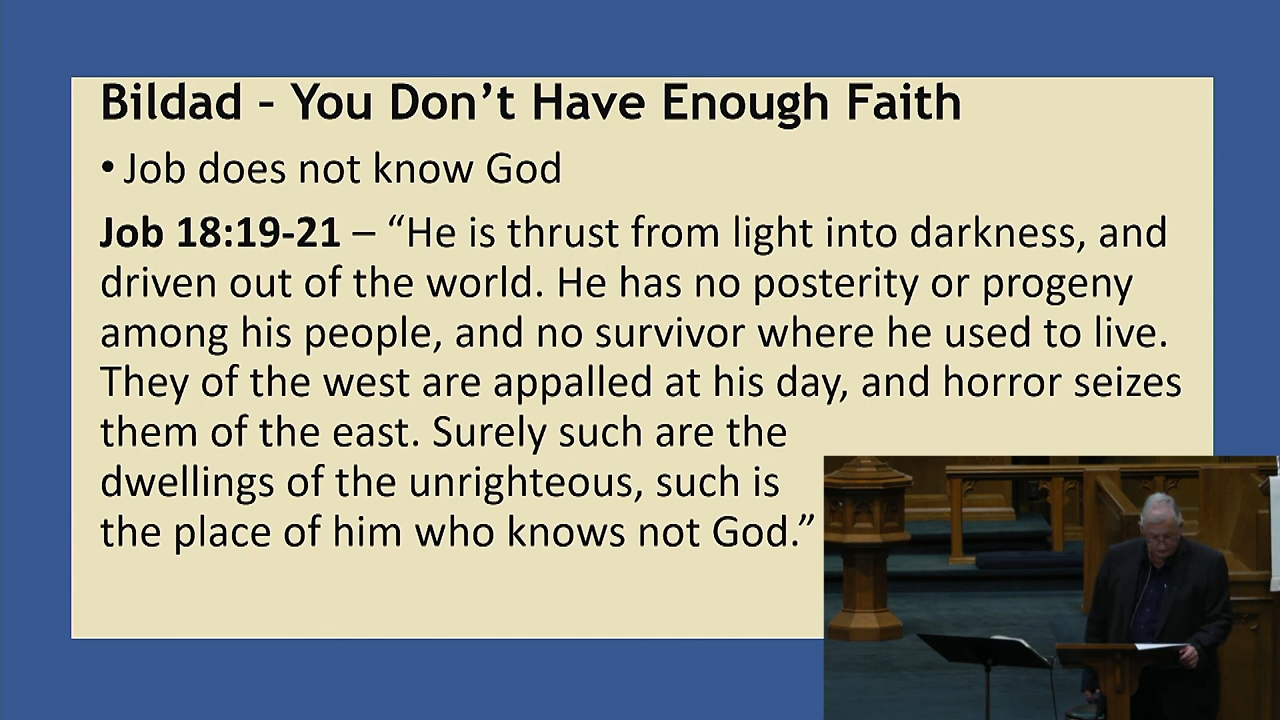 Bildad – You Don’t Have Enough Faith
• Job does not know God
Job 18:19-21 – “He is thrust from light into darkness, and
driven out of the world. He has no posterity or progeny
among his people, and no survivor where he used to live.
They of the west are appalled at his day, and horror seizes
them of the east. Surely such are the
dwellings of the unrighteous, such is
the place of him who knows not God.”